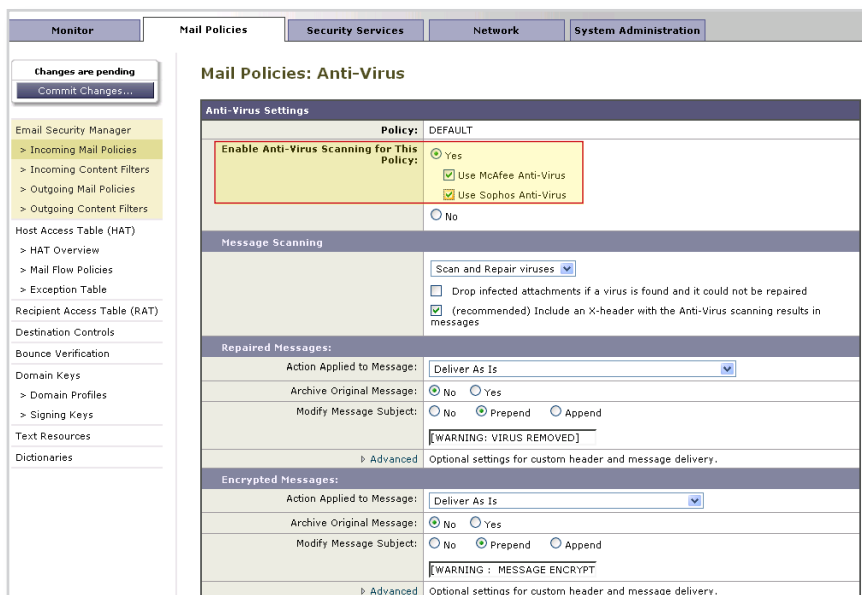 Monitor
Mail Policies
Security Services
Network
System Administration
Changes are pending
Commit Changes...
Email Security Manager
> Incoming Mail Policies
> Incoming Content Filters
> Outgoing Mail Policies
> Outgoing Content Filters
Host Access Table (HAT)
> HAT Overview
> Mail Flow Policies
> Exception Table
Recipient Access Table (RAT)
Destination Controls
Bounce Verification
Domain Keys
> Domain Profiles
> Signing Keys
Text Resources
Dictionaries
Mail Policies: Anti-Virus
Anti-Virus Settings
Policy: DEFAULT
Enable Anti-Virus Scanning for This
Policy:
Yes
Use McAfee Anti-Virus
Use Sophos Anti-Virus
No
Message Scanning
Scan and Repair viruses
Drop infected attachments if a virus is found and it could not be repaired
(recommended) Include an X-header with the Anti-Virus scanning results in
messages
Repaired Messages:
Action Applied to Message: Deliver As Is
Archive Original Message: No Yes
Modify Message Subject: No Prepend Append
[WARNING: VIRUS REMOVED]
Advanced Optional settings for custom header and message delivery.
Encrypted Messages:
Action Applied to Message: Deliver As Is
Archive Original Message: No Yes
Modify Message Subject: No Prepend Append
[WARNING : MESSAGE ENCRYPT
Advanced Optional settings for custom header and message delivery.